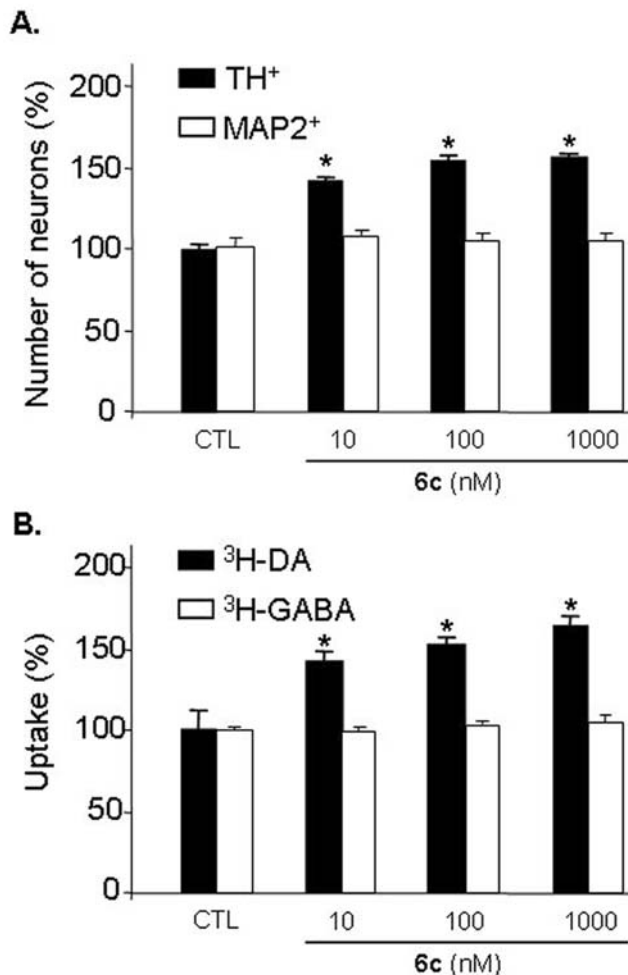 A.
Number of neurons (%)
200
150
100
50
0
TH⁺
MAP2⁺
*
*
*
CTL
10
100
1000
6c (nM)
B.
Uptake (%)
200
150
100
50
0
³H-DA
³H-GABA
*
*
*
CTL
10
100
1000
6c (nM)